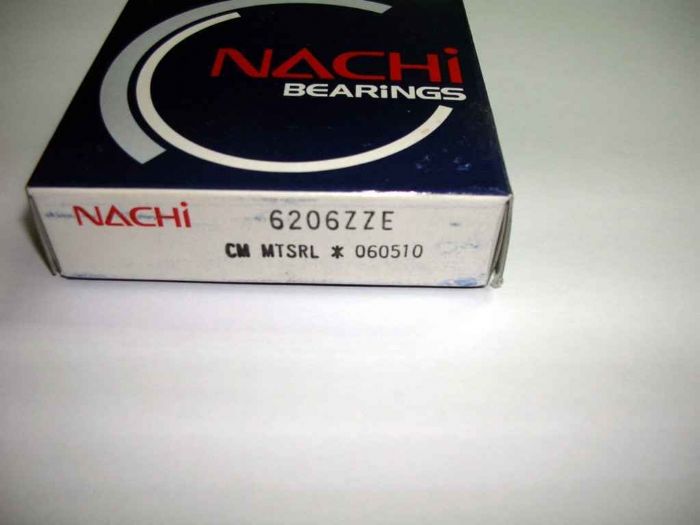 NACHi
BEARiNGS
NACHi 6206ZZE
CM MTSRL * 060510